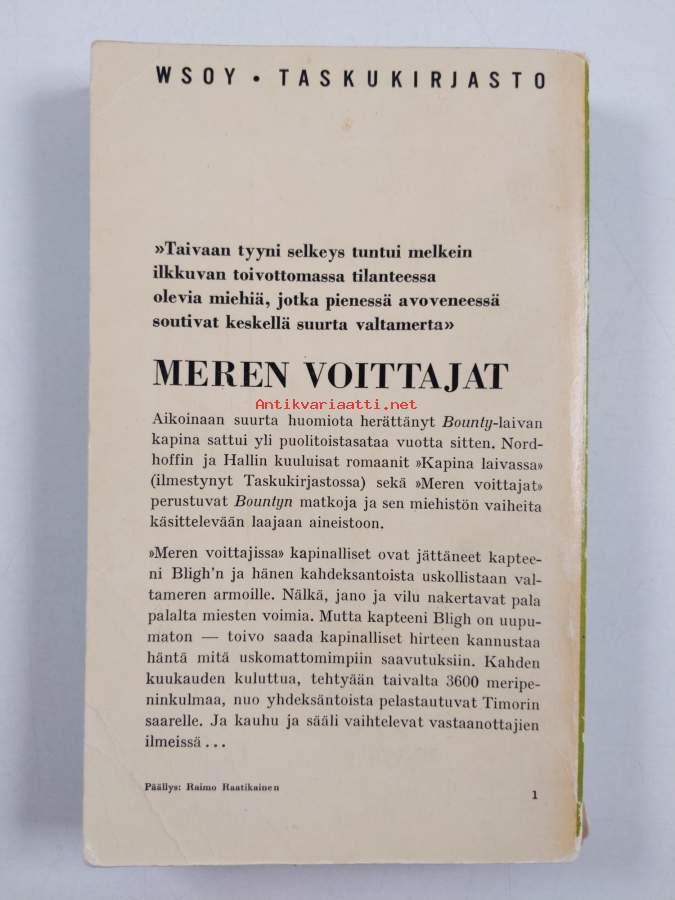 WSOY • TASKUKIRJASTO
»Taivaan tyyni selkeys tuntui melkein
ilkkuvan toivottomassa tilanteessa
olevia miehiä, jotka pienessä avoveneessä
soutivat keskellä suurta valtamerta»
MEREN VOITTAJAT
Antikvariaatti.net
Aikoinaan suurta huomiota herättänyt Bounty-laivan
kapina sattui yli puolitoistasataa vuotta sitten. Nord-
hoffin ja Hallin kuuluisat romaanit »Kapina laivassa»
(ilmestynyt Taskukirjastossa) sekä »Meren voittajat»
perustuvat Bountyn matkoja ja sen miehistön vaiheita
käsittelevään laajaan aineistoon.
»Meren voittajissa» kapinalliset ovat jättäneet kaptee-
ni Bligh'n ja hänen kahdeksantoista uskollistaan val-
tameren armoille. Nälkä, jano ja vilu nakertavat pala
palalta miesten voimia. Mutta kapteeni Bligh on uupu-
maton — toivo saada kapinalliset hirteen kannustaa
häntä mitä uskomattomimpiin saavutuksiin. Kahden
kuukauden kuluttua, tehtyään taivalta 3600 meripe-
ninkulmaa, nuo yhdeksäntoista pelastautuvat Timorin
saarelle. Ja kauhu ja sääli vaihtelevat vastaanottajien
ilmeissä...
Päällys: Raimo Raatikainen
1